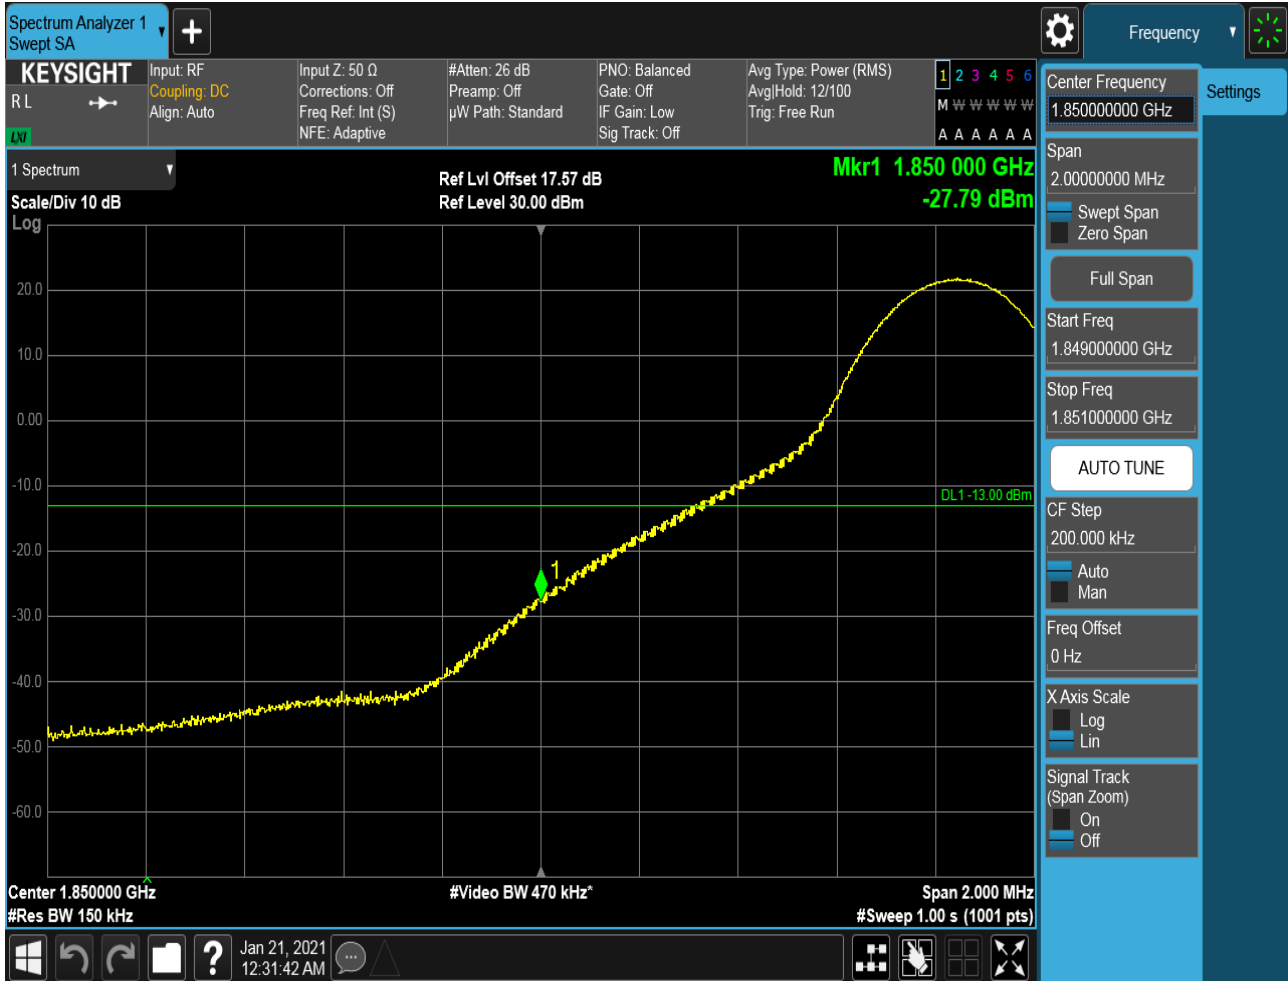 Spectrum Analyzer 1
Swept SA
Frequency
KEYSIGHT
R L
LXI
Input: RF
Coupling: DC
Align: Auto
Input Z: 50 Ω
Corrections: Off
Freq Ref: Int (S)
NFE: Adaptive
#Atten: 26 dB
Preamp: Off
µW Path: Standard
PNO: Balanced
Gate: Off
IF Gain: Low
Sig Track: Off
Avg Type: Power (RMS)
Avg|Hold: 12/100
Trig: Free Run
1 2 3 4 5 6
M W W W W W
A A A A A A
1 Spectrum
Scale/Div 10 dB
Log
Ref Lvl Offset 17.57 dB
Ref Level 30.00 dBm
Mkr1 1.850 000 GHz
-27.79 dBm
20.0
10.0
0.00
-10.0
-20.0
-30.0
-40.0
-50.0
-60.0
DL1 -13.00 dBm
1
Center 1.850000 GHz
#Res BW 150 kHz
#Video BW 470 kHz*
Span 2.000 MHz
#Sweep 1.00 s (1001 pts)
Center Frequency
1.850000000 GHz
Settings
Span
2.00000000 MHz
Swept Span
Zero Span
Full Span
Start Freq
1.849000000 GHz
Stop Freq
1.851000000 GHz
AUTO TUNE
CF Step
200.000 kHz
Auto
Man
Freq Offset
0 Hz
X Axis Scale
Log
Lin
Signal Track
(Span Zoom)
On
Off
?
Jan 21, 2021
12:31:42 AM